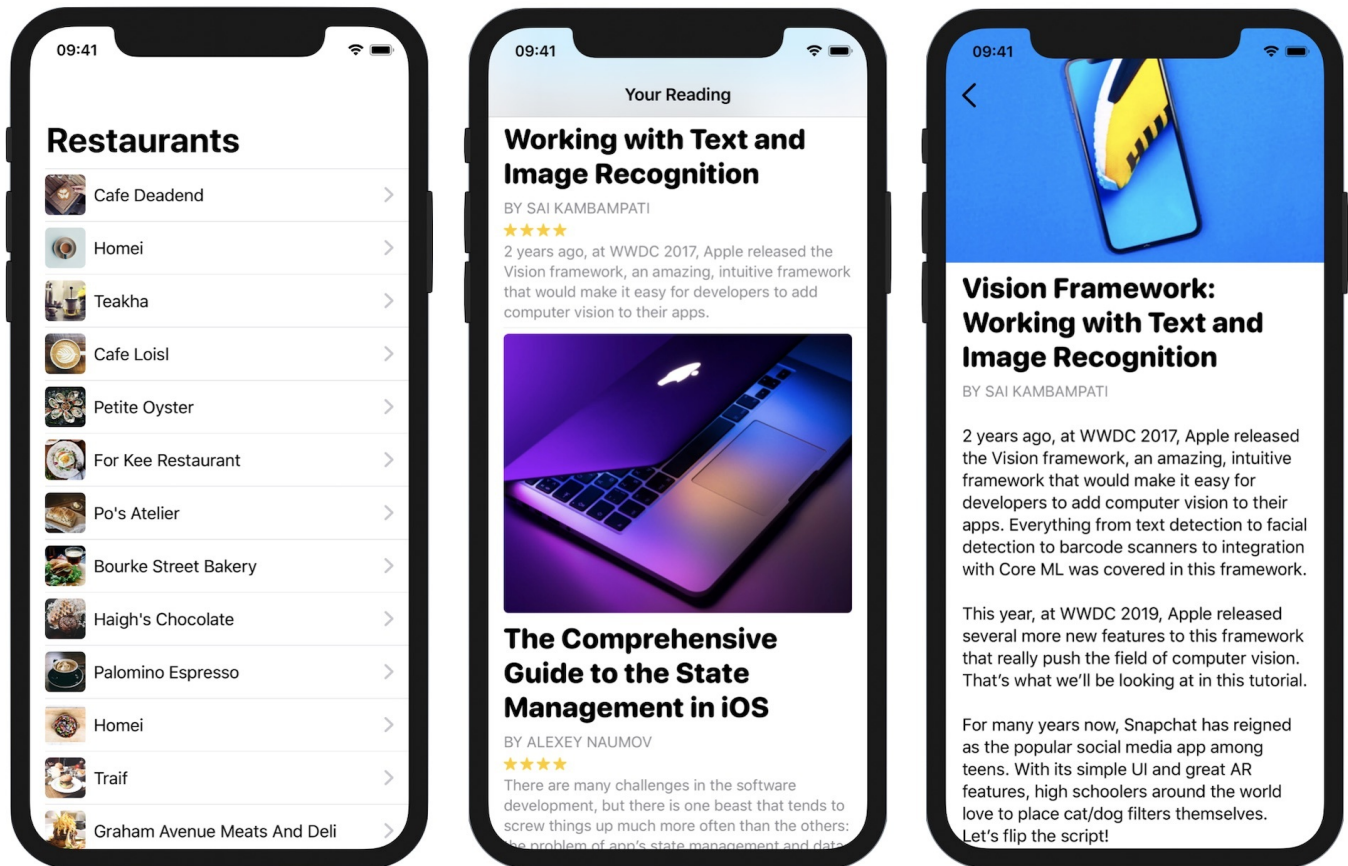 09:41
Restaurants
Cafe Deadend
Homei
Teakha
Cafe Loisl
Petite Oyster
For Kee Restaurant
Po's Atelier
Bourke Street Bakery
Haigh's Chocolate
Palomino Espresso
Homei
Traif
Graham Avenue Meats And Deli
09:41
Your Reading
Working with Text and
Image Recognition
BY SAI KAMBAMPATI
2 years ago, at WWDC 2017, Apple released the
Vision framework, an amazing, intuitive framework
that would make it easy for developers to add
computer vision to their apps.
The Comprehensive
Guide to the State
Management in iOS
BY ALEXEY NAUMOV
There are many challenges in the software
development, but there is one beast that tends to
screw things up much more often than the others:
the problem of app's state management and data
09:41
Vision Framework:
Working with Text and
Image Recognition
BY SAI KAMBAMPATI
2 years ago, at WWDC 2017, Apple released
the Vision framework, an amazing, intuitive
framework that would make it easy for
developers to add computer vision to their
apps. Everything from text detection to facial
detection to barcode scanners to integration
with Core ML was covered in this framework.
This year, at WWDC 2019, Apple released
several more new features to this framework
that really push the field of computer vision.
That’s what we’ll be looking at in this tutorial.
For many years now, Snapchat has reigned
as the popular social media app among
teens. With its simple UI and great AR
features, high schoolers around the world
love to place cat/dog filters themselves.
Let’s flip the script!